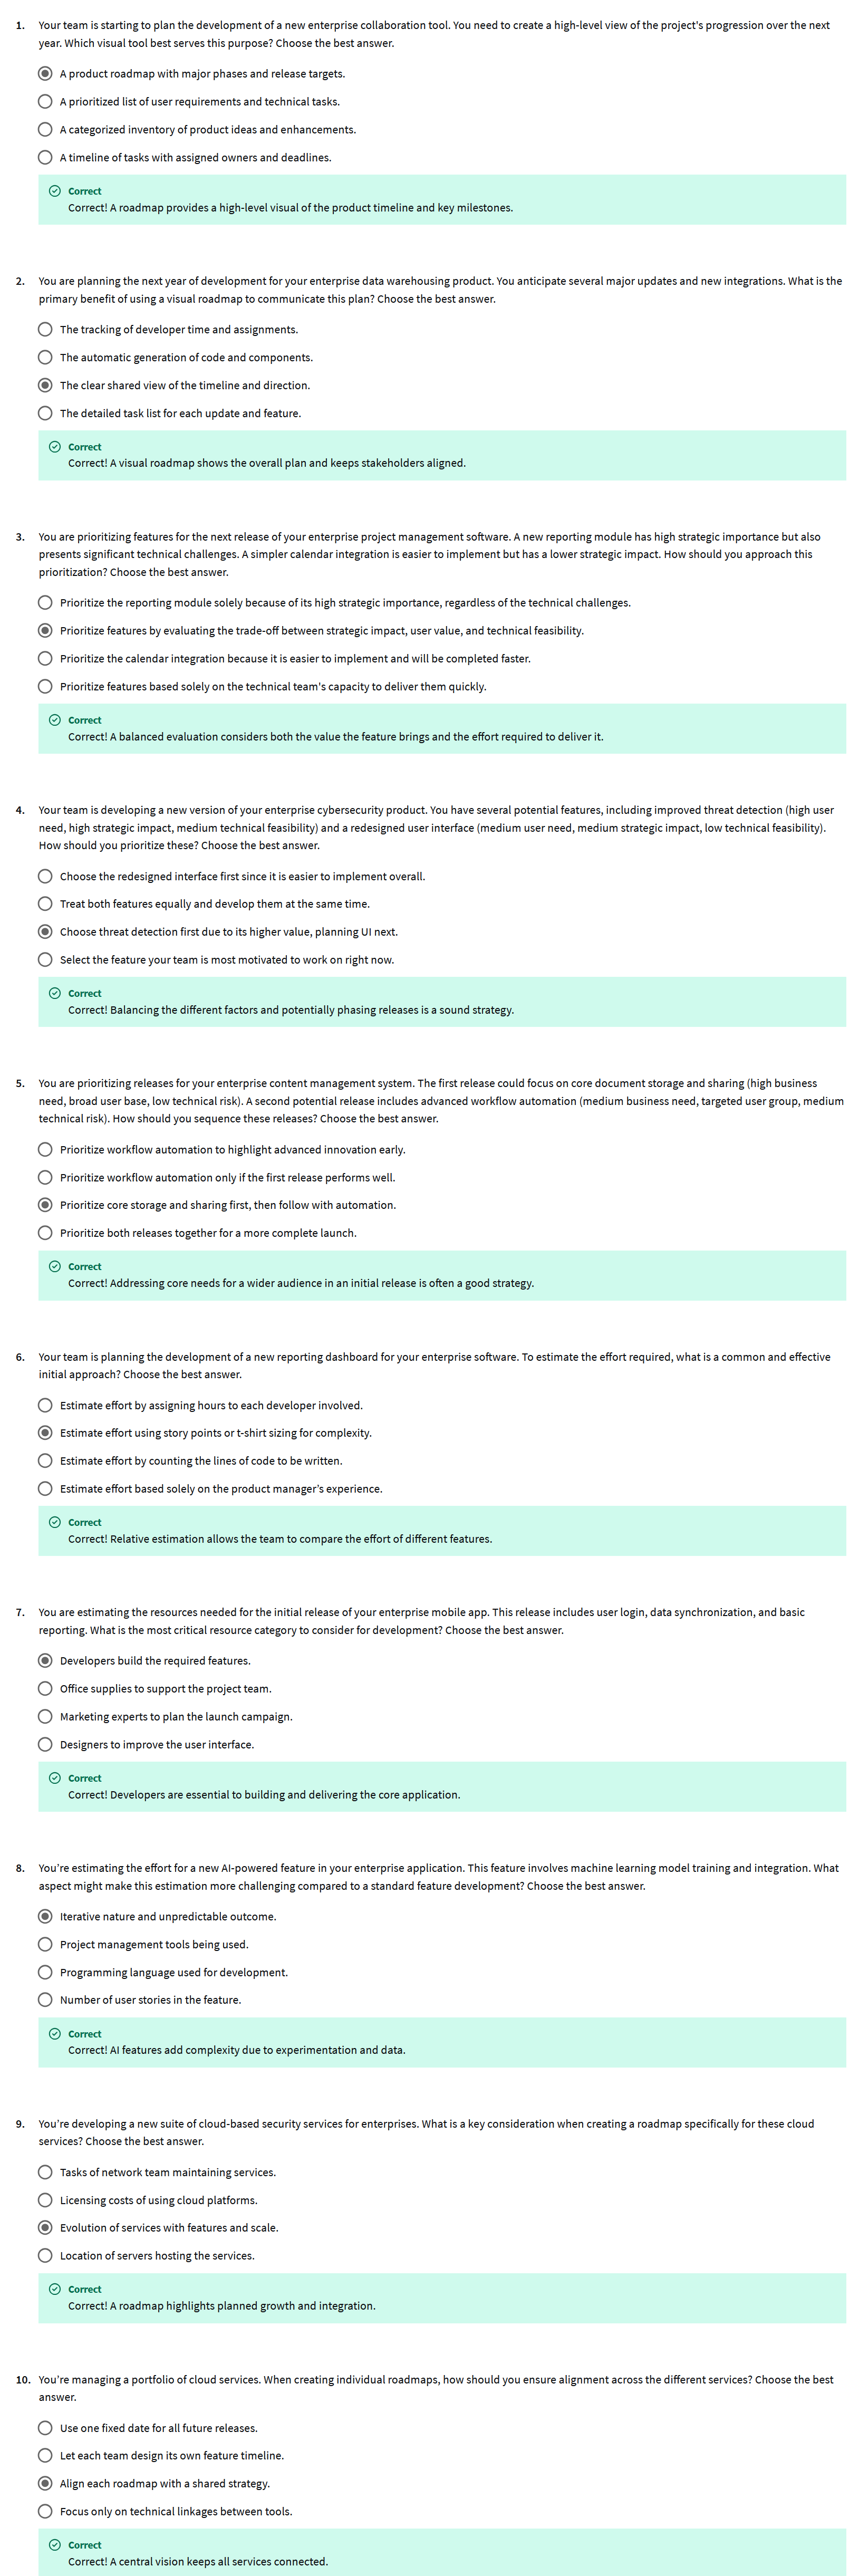 1. Your team is starting to plan the development of a new enterprise collaboration tool. You need to create a high-level view of the project's progression over the next
year. Which visual tool best serves this purpose? Choose the best answer.
A product roadmap with major phases and release targets.
A prioritized list of user requirements and technical tasks.
A categorized inventory of product ideas and enhancements.
A timeline of tasks with assigned owners and deadlines.
Correct
Correct! A roadmap provides a high-level visual of the product timeline and key milestones.
2. You are planning the next year of development for your enterprise data warehousing product. You anticipate several major updates and new integrations. What is the
primary benefit of using a visual roadmap to communicate this plan? Choose the best answer.
The tracking of developer time and assignments.
The automatic generation of code and components.
The clear shared view of the timeline and direction.
The detailed task list for each update and feature.
Correct
Correct! A visual roadmap shows the overall plan and keeps stakeholders aligned.
3. You are prioritizing features for the next release of your enterprise project management software. A new reporting module has high strategic importance but also
presents significant technical challenges. A simpler calendar integration is easier to implement but has a lower strategic impact. How should you approach this
prioritization? Choose the best answer.
Prioritize the reporting module solely because of its high strategic importance, regardless of the technical challenges.
Prioritize features by evaluating the trade-off between strategic impact, user value, and technical feasibility.
Prioritize the calendar integration because it is easier to implement and will be completed faster.
Prioritize features based solely on the technical team's capacity to deliver them quickly.
Correct
Correct! A balanced evaluation considers both the value the feature brings and the effort required to deliver it.
4. Your team is developing a new version of your enterprise cybersecurity product. You have several potential features, including improved threat detection (high user
need, high strategic impact, medium technical feasibility) and a redesigned user interface (medium user need, medium strategic impact, low technical feasibility).
How should you prioritize these? Choose the best answer.
Choose the redesigned interface first since it is easier to implement overall.
Treat both features equally and develop them at the same time.
Choose threat detection first due to its higher value, planning UI next.
Select the feature your team is most motivated to work on right now.
Correct
Correct! Balancing the different factors and potentially phasing releases is a sound strategy.
5. You are prioritizing releases for your enterprise content management system. The first release could focus on core document storage and sharing (high business
need, broad user base, low technical risk). A second potential release includes advanced workflow automation (medium business need, targeted user group, medium
technical risk). How should you sequence these releases? Choose the best answer.
Prioritize workflow automation to highlight advanced innovation early.
Prioritize workflow automation only if the first release performs well.
Prioritize core storage and sharing first, then follow with automation.
Prioritize both releases together for a more complete launch.
Correct
Correct! Addressing core needs for a wider audience in an initial release is often a good strategy.
6. Your team is planning the development of a new reporting dashboard for your enterprise software. To estimate the effort required, what is a common and effective
initial approach? Choose the best answer.
Estimate effort by assigning hours to each developer involved.
Estimate effort using story points or t-shirt sizing for complexity.
Estimate effort by counting the lines of code to be written.
Estimate effort based solely on the product manager's experience.
Correct
Correct! Relative estimation allows the team to compare the effort of different features.
7. You are estimating the resources needed for the initial release of your enterprise mobile app. This release includes user login, data synchronization, and basic
reporting. What is the most critical resource category to consider for development? Choose the best answer.
Developers build the required features.
Office supplies to support the project team.
Marketing experts to plan the launch campaign.
Designers to improve the user interface.
Correct
Correct! Developers are essential to building and delivering the core application.
8. You're estimating the effort for a new AI-powered feature in your enterprise application. This feature involves machine learning model training and integration. What
aspect might make this estimation more challenging compared to a standard feature development? Choose the best answer.
Iterative nature and unpredictable outcome.
Project management tools being used.
Programming language used for development.
Number of user stories in the feature.
Correct
Correct! AI features add complexity due to experimentation and data.
9. You're developing a new suite of cloud-based security services for enterprises. What is a key consideration when creating a roadmap specifically for these cloud
services? Choose the best answer.
Tasks of network team maintaining services.
Licensing costs of using cloud platforms.
Evolution of services with features and scale.
Location of servers hosting the services.
Correct
Correct! A roadmap highlights planned growth and integration.
10. You're managing a portfolio of cloud services. When creating individual roadmaps, how should you ensure alignment across the different services? Choose the best
answer.
Use one fixed date for all future releases.
Let each team design its own feature timeline.
Align each roadmap with a shared strategy.
Focus only on technical linkages between tools.
Correct
Correct! A central vision keeps all services connected.